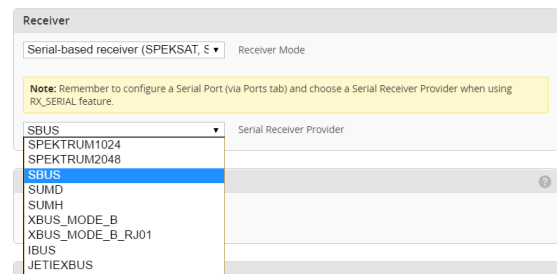 Receiver
Serial-based receiver (SPEKSAT, S
Receiver Mode
Note: Remember to configure a Serial Port (via Ports tab) and choose a Serial Receiver Provider when using
RX_SERIAL feature.
SBUS
Serial Receiver Provider
SPEKTRUM1024
SPEKTRUM2048
SBUS
SUMD
SUMH
XBUS_MODE_B
XBUS_MODE_B_RJ01
IBUS
JETIEXBUS